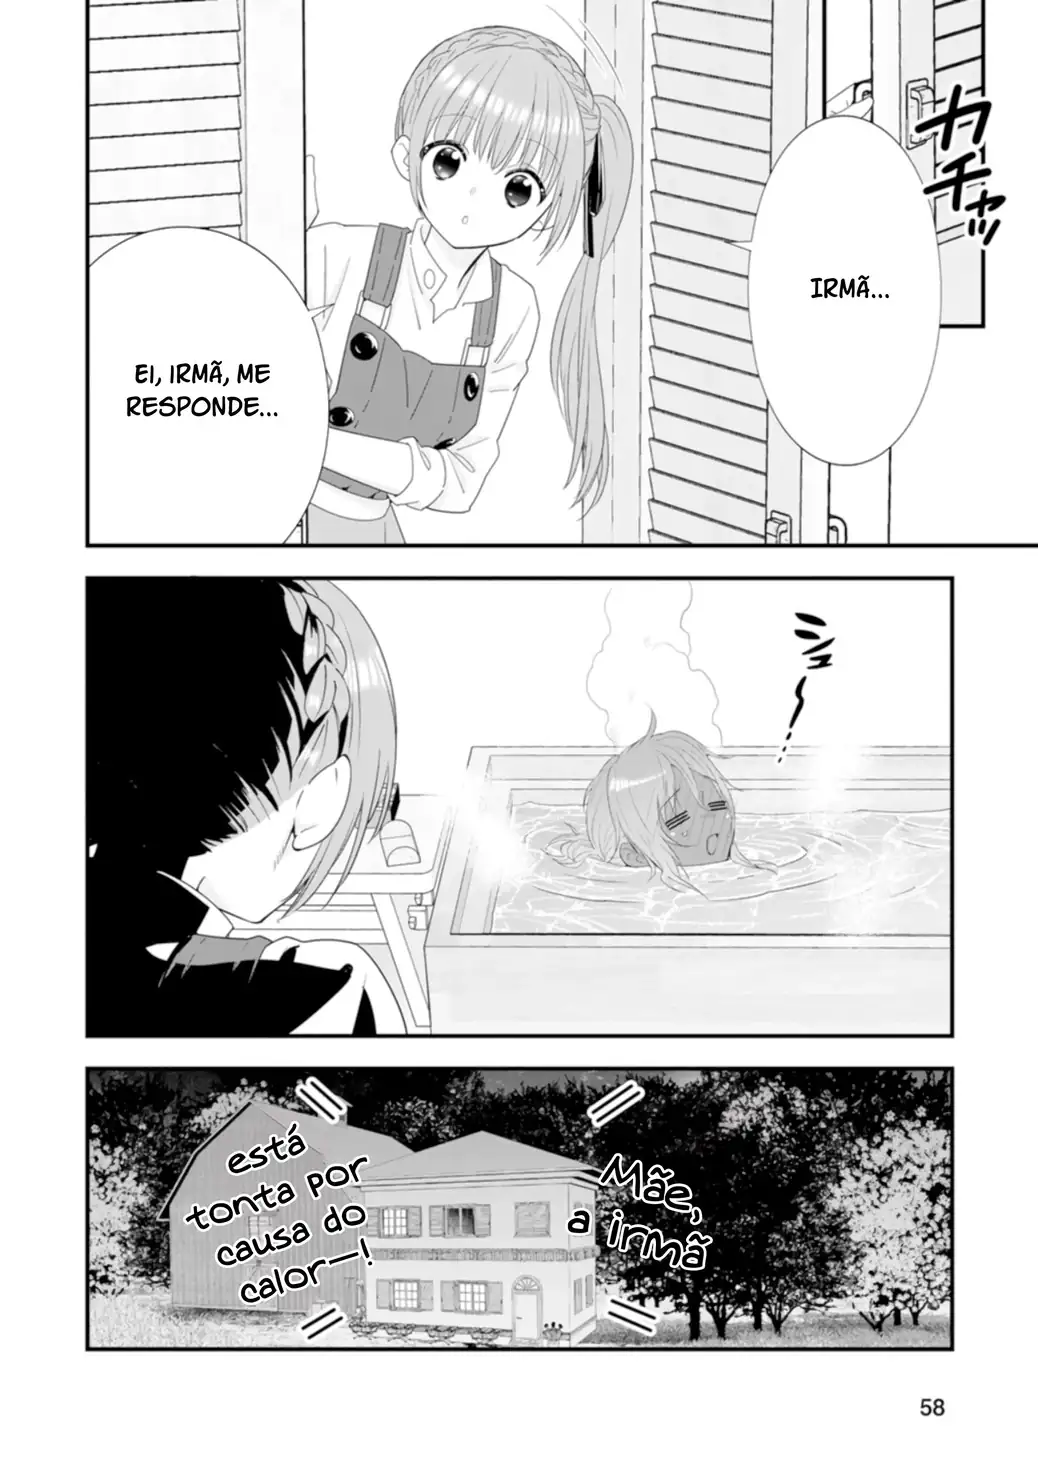 カチャッ
IRMÃ...
EI, IRMÃ, ME
RESPONDE...
シュ〜
Mãe,
a irmã
está
tonta por
causa do
calor—!
58